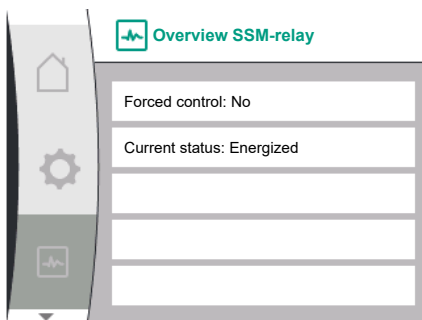 Overview SSM-relay
Forced control: No
Current status: Energized